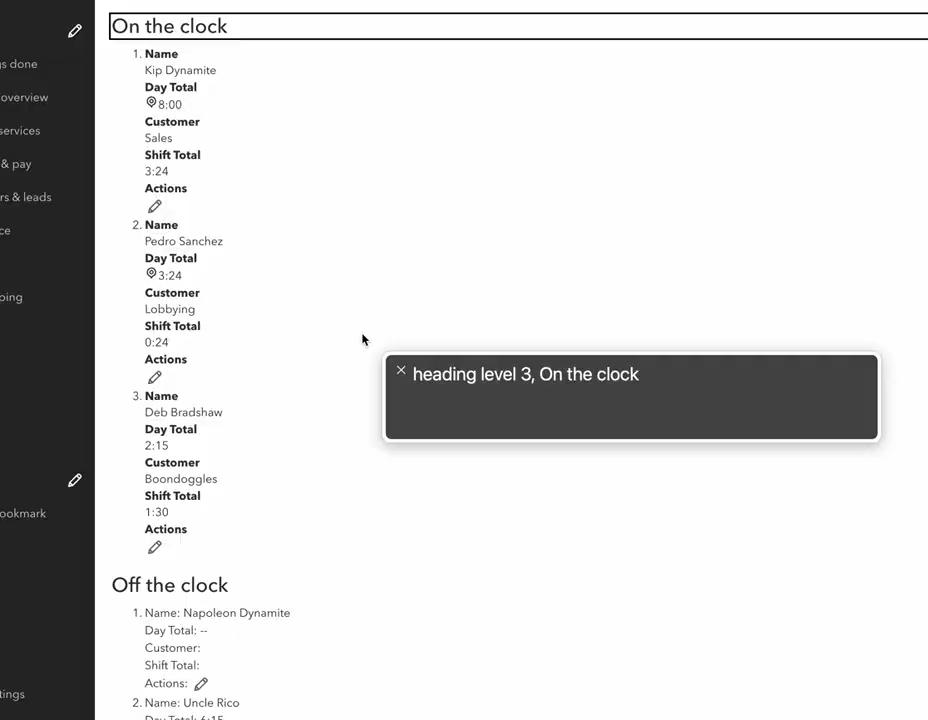 gs done
overview
services
& pay
rs & leads
ce
ping
ookmark
tings
On the clock
1. Name
Kip Dynamite
Day Total
8:00
Customer
Sales
Shift Total
3:24
Actions
2. Name
Pedro Sanchez
Day Total
3:24
Customer
Lobbying
Shift Total
0:24
Actions
3. Name
Deb Bradshaw
Day Total
2:15
Customer
Boondoggles
Shift Total
1:30
Actions
heading level 3, On the clock
Off the clock
1. Name: Napoleon Dynamite
Day Total: --
Customer:
Shift Total:
Actions:
2. Name: Uncle Rico
Day Total: 6:15